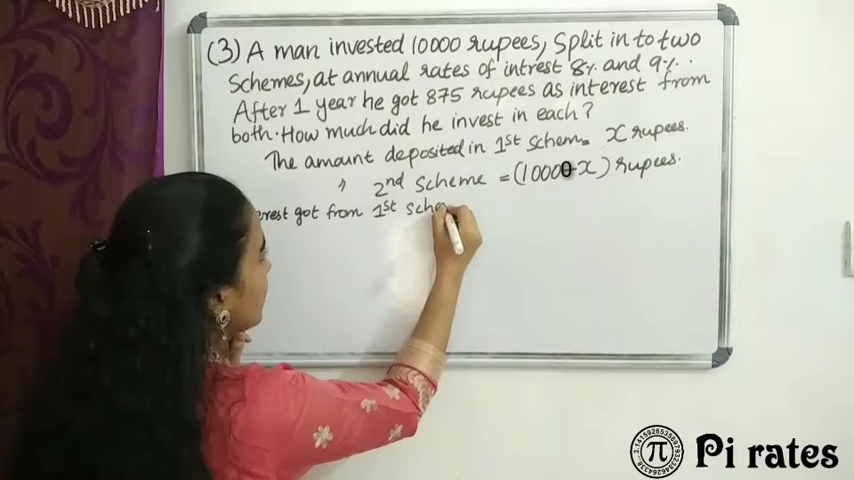 (3) A man invested 10000 rupees, Split in to two
schemes, at annual rates of intrest 8% and 9%.
After 1 year he got 875 rupees as interest from
both. How much did he invest in each?
The amount deposited in 1st schem = x rupees.
" 2nd scheme = (10000-x) rupees.
erest got from 1st sche
π
Pi rates